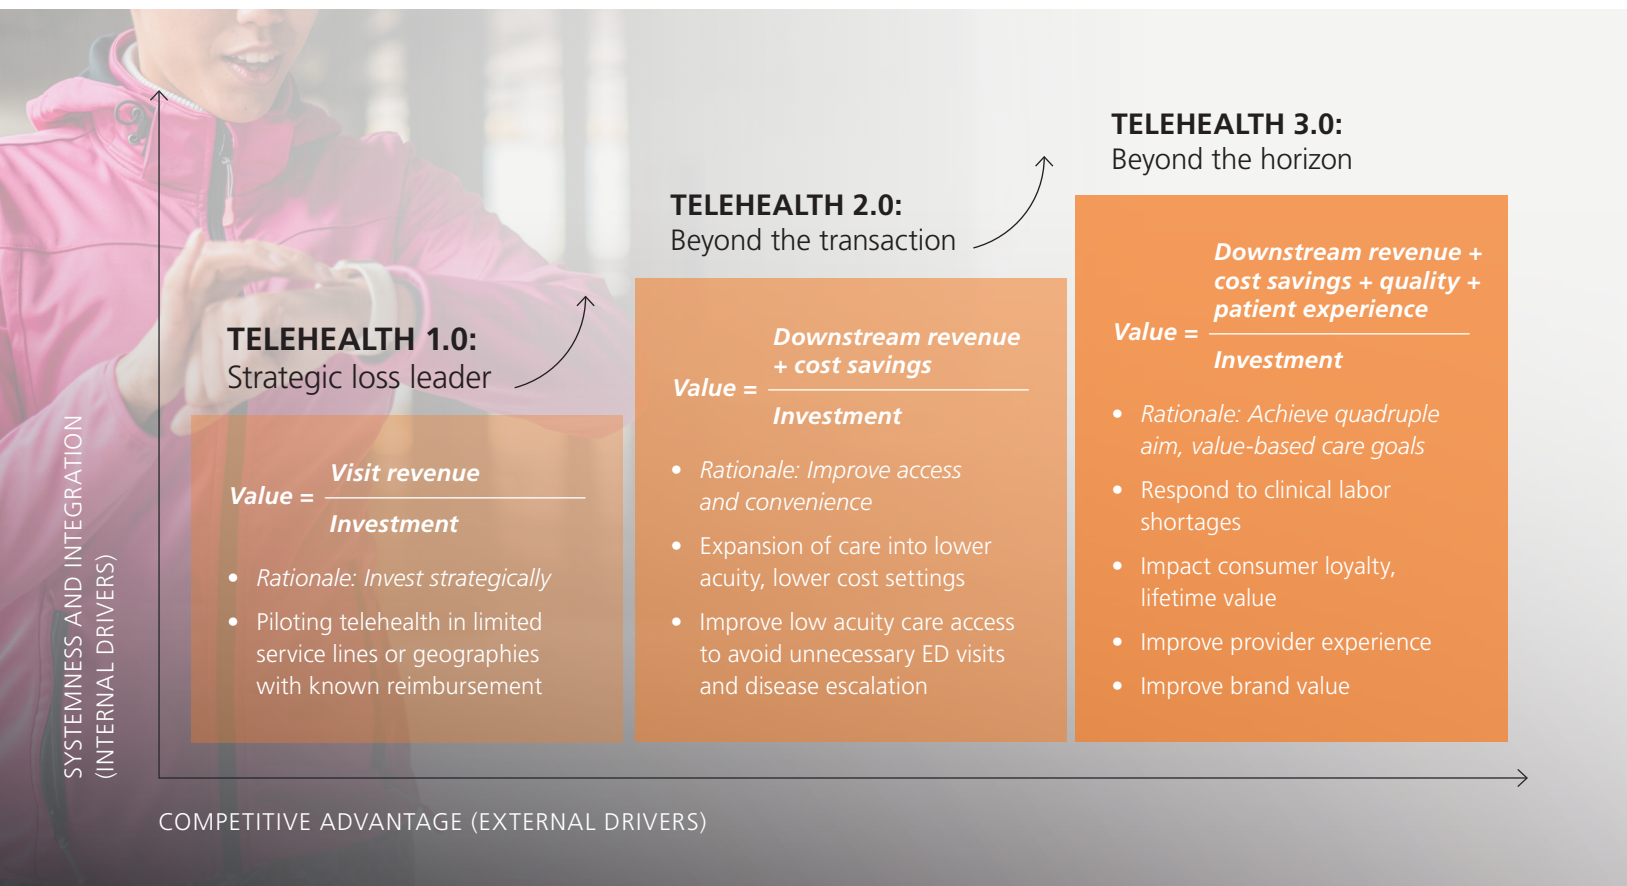 TELEHEALTH 1.0:
Strategic loss leader
Value =
Visit revenue
Investment
• Rationale: Invest strategically
• Piloting telehealth in limited
service lines or geographies
with known reimbursement
TELEHEALTH 2.0:
Beyond the transaction
Value =
Downstream revenue
+ cost savings
Investment
• Rationale: Improve access
and convenience
• Expansion of care into lower
acuity, lower cost settings
• Improve low acuity care access
to avoid unnecessary ED visits
and disease escalation
TELEHEALTH 3.0:
Beyond the horizon
Value =
Downstream revenue +
cost savings + quality +
patient experience
Investment
• Rationale: Achieve quadruple
aim, value-based care goals
• Respond to clinical labor
shortages
• Impact consumer loyalty,
lifetime value
• Improve provider experience
• Improve brand value
SYSTEMNESS AND INTEGRATION
(INTERNAL DRIVERS)
COMPETITIVE ADVANTAGE (EXTERNAL DRIVERS)